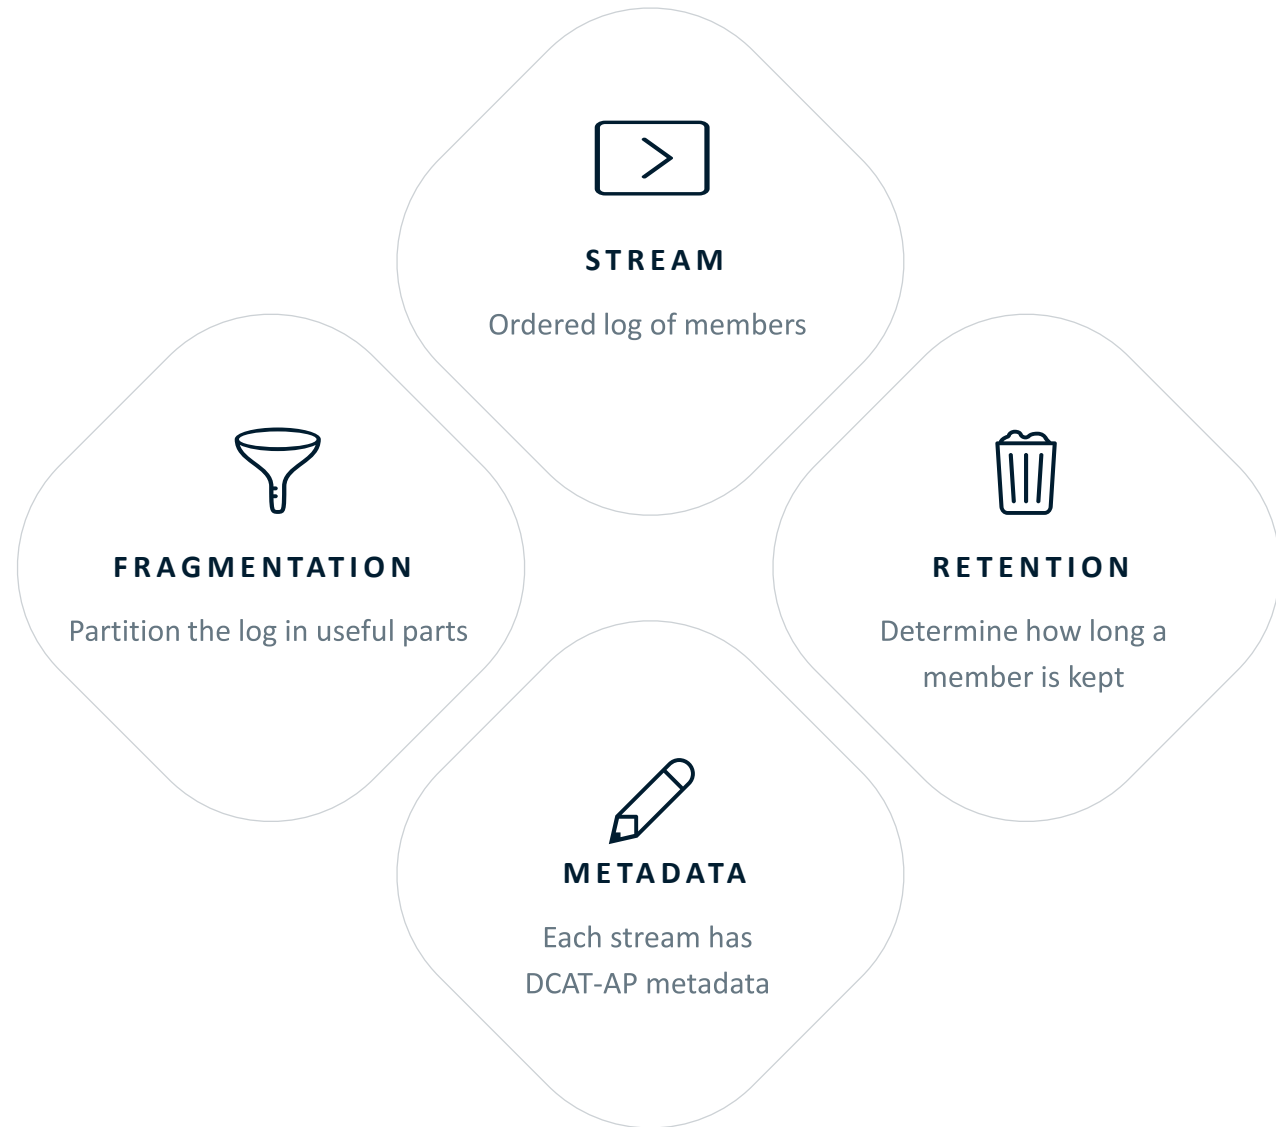 STREAM
Ordered log of members
FRAGMENTATION
Partition the log in useful parts
RETENTION
Determine how long a
member is kept
METADATA
Each stream has
DCAT-AP metadata